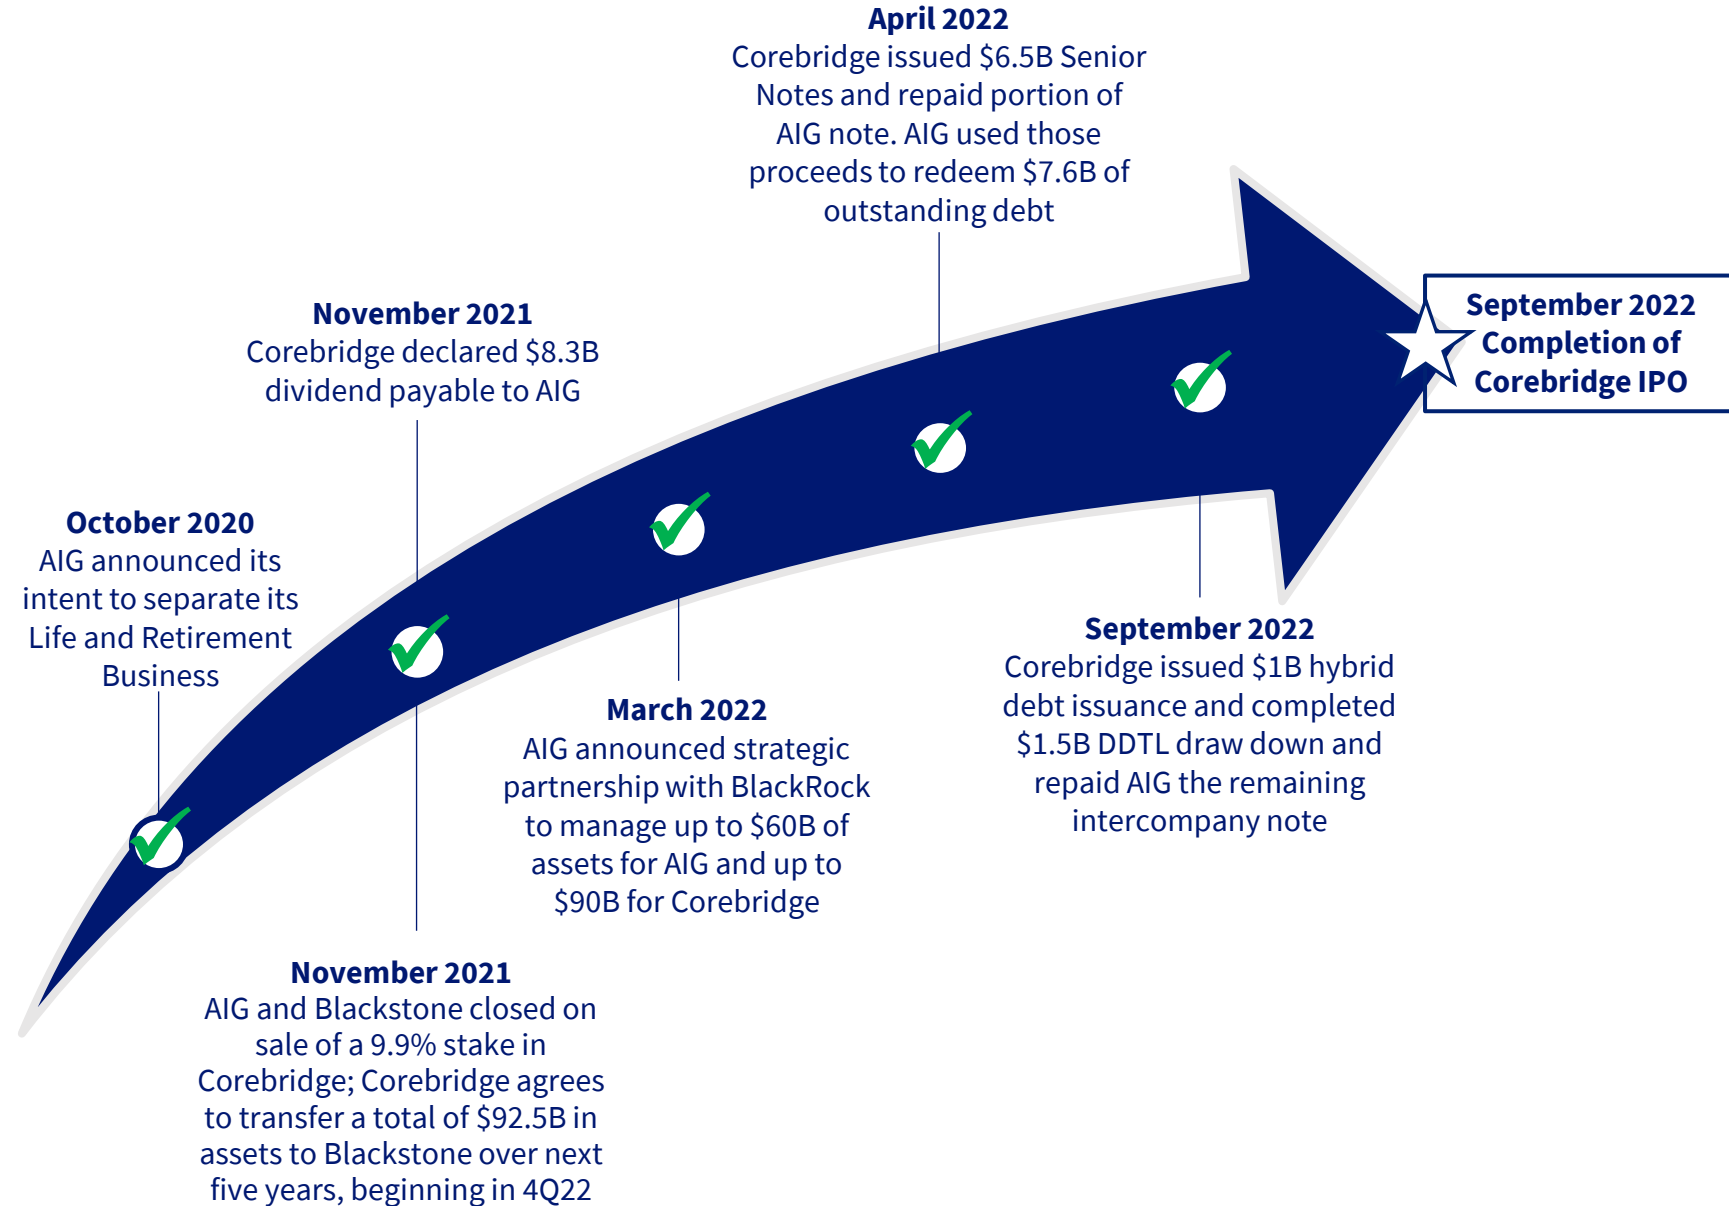 April 2022
Corebridge issued $6.5B Senior
Notes and repaid portion of
AIG note. AIG used those
proceeds to redeem $7.6B of
outstanding debt
September 2022
Completion of
Corebridge IPO
November 2021
Corebridge declared $8.3B
dividend payable to AIG
October 2020
AIG announced its
intent to separate its
Life and Retirement
Business
September 2022
Corebridge issued $1B hybrid
debt issuance and completed
$1.5B DDTL draw down and
repaid AIG the remaining
intercompany note
March 2022
AIG announced strategic
partnership with BlackRock
to manage up to $60B of
assets for AIG and up to
$90B for Corebridge
November 2021
AIG and Blackstone closed on
sale of a 9.9% stake in
Corebridge; Corebridge agrees
to transfer a total of $92.5B in
assets to Blackstone over next
five years, beginning in 4Q22